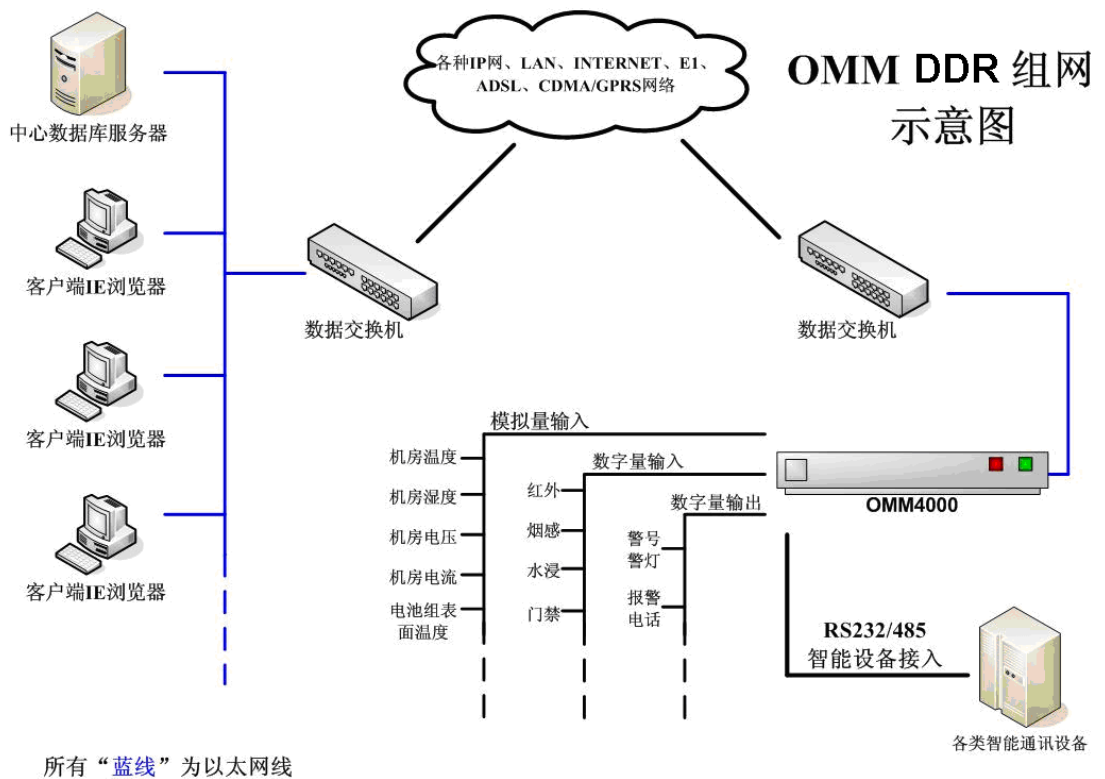 OMM DDR 组网
示意图
各种IP网、LAN、INTERNET、E1、
ADSL、CDMA/GPRS网络
中心数据库服务器
客户端IE浏览器
客户端IE浏览器
客户端IE浏览器
数据交换机
数据交换机
模拟量输入
机房温度
机房湿度
机房电压
机房电流
电池组表
面温度
数字量输入
红外
烟感
水浸
门禁
数字量输出
警号
警灯
报警
电话
OMM4000
RS232/485
智能设备接入
各类智能通讯设备
所有“蓝线”为以太网线